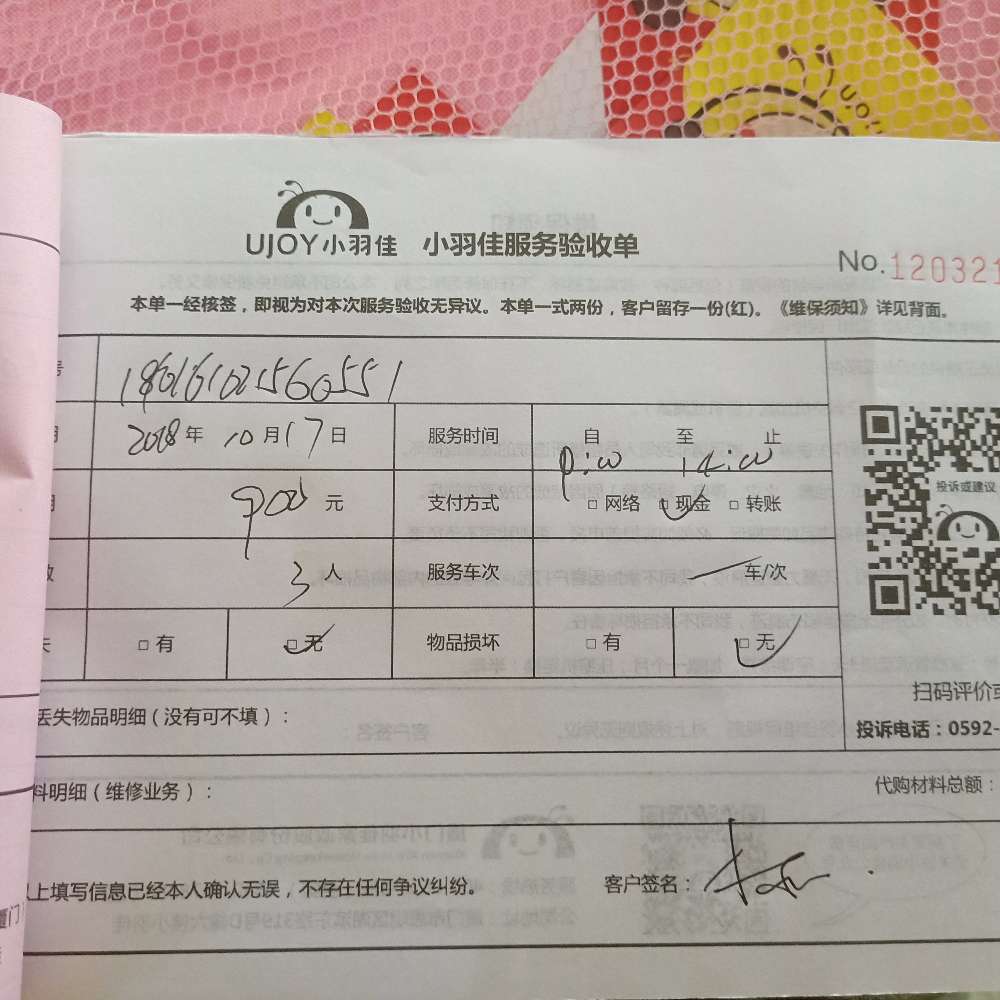 UJOY小羽佳 小羽佳服务验收单
No.120321
本单一经核签，即视为对本次服务验收无异议。本单一式两份，客户留存一份(红)。《维保须知》详见背面。
号
2018年10月17日 服务时间 自 至 止
14:00
900元 支付方式 □网络 □现金 □转账
3人 服务车次 一车/次
失 □有 □无 物品损坏 □有 □无
投诉或建议
扫码评价或
丢失物品明细（没有可不填）：
投诉电话：0592-
料明细（维修业务）： 代购材料总额：
以上填写信息已经本人确认无误，不存在任何争议纠纷。 客户签名：